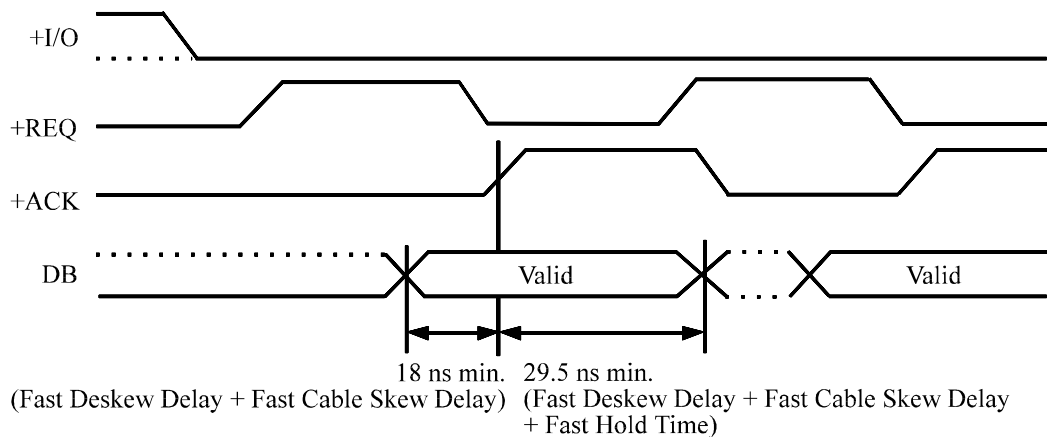 +I/O
+REQ
+ACK
DB
Valid
Valid
18 ns min.
(Fast Deskew Delay + Fast Cable Skew Delay)
29.5 ns min.
(Fast Deskew Delay + Fast Cable Skew Delay
+ Fast Hold Time)